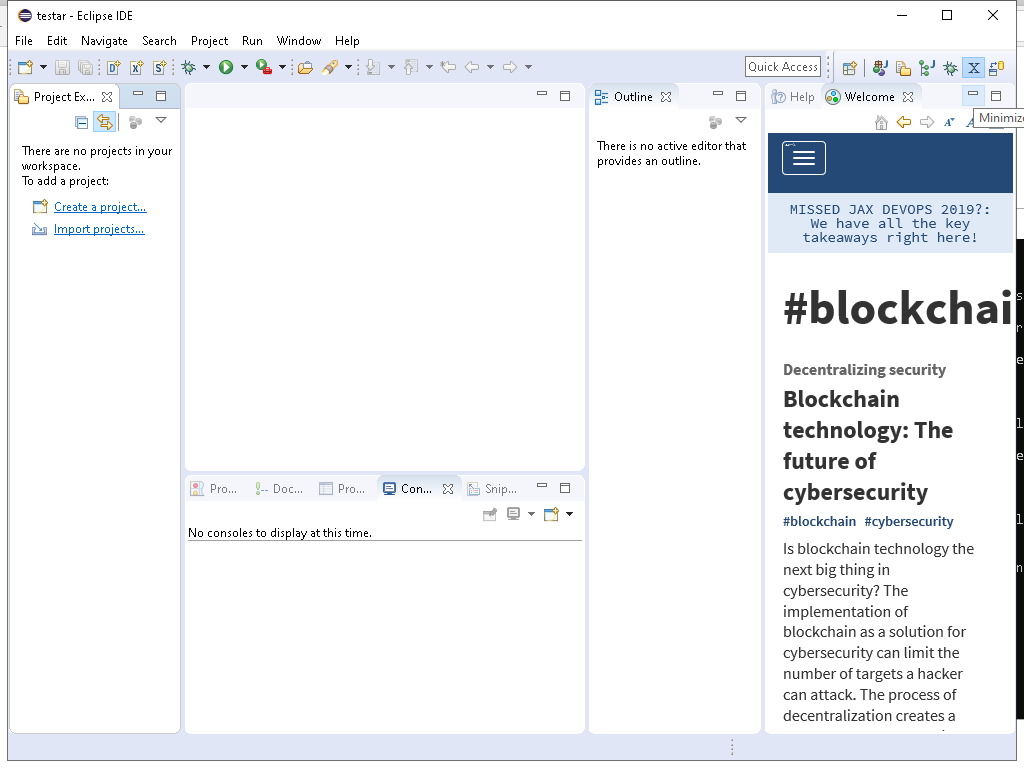 testar - Eclipse IDE
File Edit Navigate Search Project Run Window Help
Quick Access
Project Ex...
Outline
Help
Welcome
Minimize
There are no projects in your
workspace.
To add a project:
Create a project...
Import projects...
There is no active editor that
provides an outline.
MISSED JAX DEVOPS 2019?:
We have all the key
takeaways right here!
#blockchai
Decentralizing security
Blockchain
technology: The
future of
cybersecurity
#blockchain #cybersecurity
Is blockchain technology the
next big thing in
cybersecurity? The
implementation of
blockchain as a solution for
cybersecurity can limit the
number of targets a hacker
can attack. The process of
decentralization creates a
Pro...
Doc...
Pro...
Con...
Snip...
No consoles to display at this time.